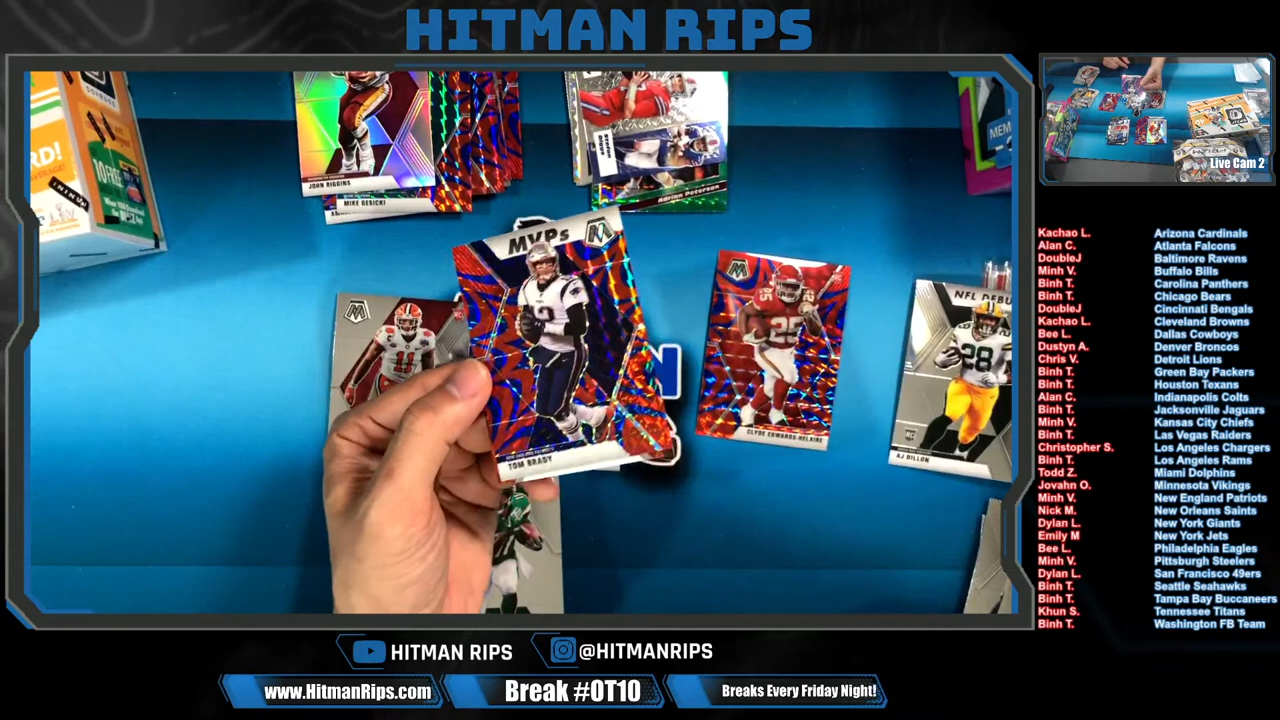 HITMAN RIPS
RD!
JOHN RIGGINS
MIKE GESICKI
Adrian Peterson
MEM
Live Cam 2
MVPs
TOM BRADY
CLYDE EDWARDS-HELAIRE
NFL DEBU
AJ DILLON
Kachao L. Arizona Cardinals
Alan C. Atlanta Falcons
DoubleJ Baltimore Ravens
Minh V. Buffalo Bills
Binh T. Carolina Panthers
Binh T. Chicago Bears
DoubleJ Cincinnati Bengals
Kachao L. Cleveland Browns
Bee L. Dallas Cowboys
Dustyn A. Denver Broncos
Chris V. Detroit Lions
Binh T. Green Bay Packers
Binh T. Houston Texans
Alan C. Indianapolis Colts
Binh T. Jacksonville Jaguars
Minh V. Kansas City Chiefs
Binh T. Las Vegas Raiders
Christopher S. Los Angeles Chargers
Binh T. Los Angeles Rams
Todd Z. Miami Dolphins
Jovahn O. Minnesota Vikings
Minh V. New England Patriots
Nick M. New Orleans Saints
Dylan L. New York Giants
Emily M New York Jets
Bee L. Philadelphia Eagles
Minh V. Pittsburgh Steelers
Dylan L. San Francisco 49ers
Binh T. Seattle Seahawks
Binh T. Tampa Bay Buccaneers
Khun S. Tennessee Titans
Binh T. Washington FB Team
HITMAN RIPS
@HITMANRIPS
www.HitmanRips.com
Break #OT10
Breaks Every Friday Night!